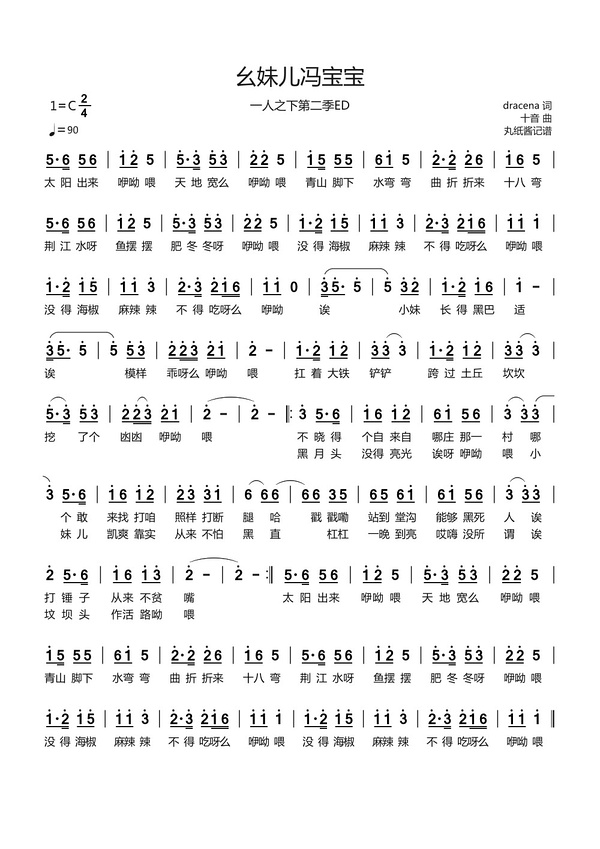 幺妹儿冯宝宝
1=C 2/4
一人之下第二季ED
dracena 词
十音 曲
♩=90
丸纸酱记谱
5·6 56 | 12 5 | 5·3 53 | 22 5 | 15 55 | 61 5 | 2·2 26 | 16 5 |
太阳出来 咿呦喂 天地宽么 咿呦喂 青山脚下 水弯弯 曲折折来 十八弯
5·6 56 | 12 5 | 5·3 53 | 22 5 | 1·2 15 | 11 3 | 2·3 216 | 11 1 |
荆江水呀 鱼摆摆 肥冬冬呀 咿呦喂 没得海椒 麻辣辣 不得吃呀么 咿呦喂
1·2 15 | 11 3 | 2·3 216 | 11 0 | 35· 5 | 5 32 | 1·2 16 | 1 - |
没得海椒 麻辣辣 不得吃呀么 咿呦 诶 小妹 长得黑巴 适
35· 5 | 5 53 | 223 21 | 2 - | 1·2 12 | 33 3 | 1·2 12 | 33 3 |
诶 模样 乖呀么咿呦 喂 扛着大铁 铲铲 跨过土丘 坎坎
5·3 53 | 223 21 | 2 - | 2 - |: 3 5·6 | 16 12 | 61 56 | 3 33 |
挖了个 凼凼 咿呦 喂 不晓得 个自来自 哪庄那一 村哪
黑月头 没得亮光 诶呀咿呦 喂小
3 5·6 | 16 12 | 23 31 | 6 66 | 6 56 | 51 61 | 56 53 | 3 33 |
个敢 来找打咱 照样打断 腿哈 戳戳嘞 站到堂沟 能够黑死 人诶
妹儿 凯爽靠实 从来不怕 黑直 杠杠 一晚到亮 哎嗨没所 谓诶
2 5·6 | 16 12 | 2 - | 2 - :| 5·6 56 | 12 5 | 5·3 53 | 22 5 |
打锤子 从来不贫 嘴 太阳出来 咿呦喂 天地宽么 咿呦喂
坟坝头 作活路呦 喂
15 55 | 61 5 | 2·2 26 | 16 5 | 5·6 56 | 12 5 | 5·3 53 | 22 5 |
青山脚下 水弯弯 曲折折来 十八弯 荆江水呀 鱼摆摆 肥冬冬呀 咿呦喂
1·2 15 | 11 3 | 2·3 216 | 11 1 | 1·2 15 | 11 3 | 2·3 216 | 11 1 ‖
没得海椒 麻辣辣 不得吃呀么 咿呦喂 没得海椒 麻辣辣 不得吃呀么 咿呦喂